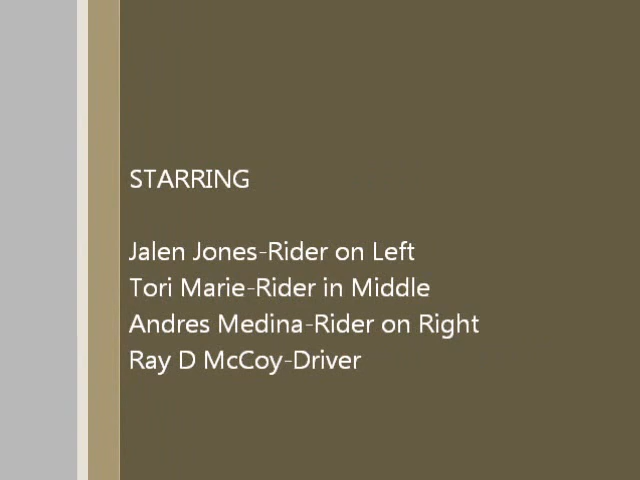 STARRING
Jalen Jones-Rider on Left
Tori Marie-Rider in Middle
Andres Medina-Rider on Right
Ray D McCoy-Driver